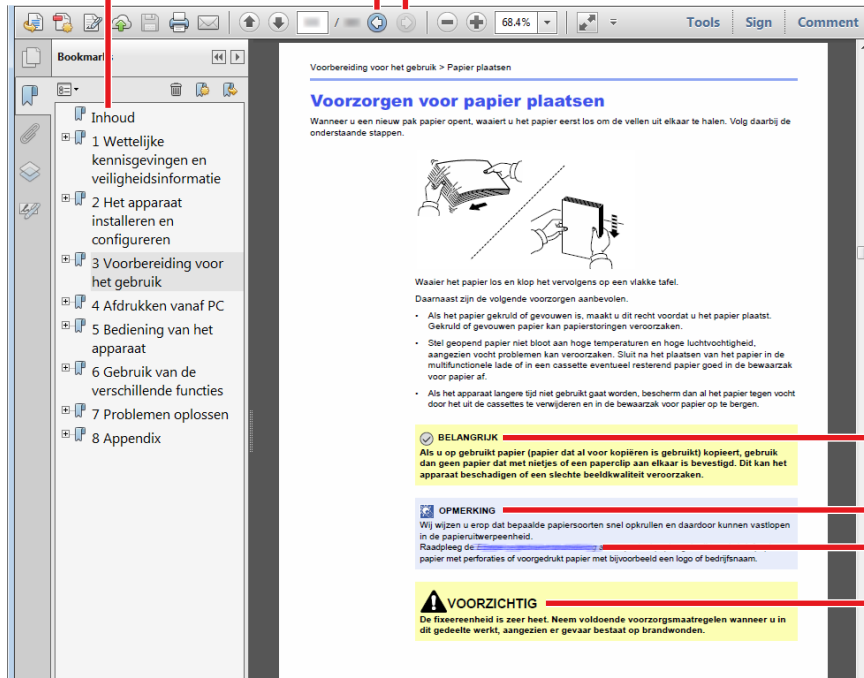 /
68.4%
Tools Sign Comment
Bookmar
Inhoud
1 Wettelijke
kennisgevingen en
veiligheidsinformatie
2 Het apparaat
installeren en
configureren
3 Voorbereiding voor
het gebruik
4 Afdrukken vanaf PC
5 Bediening van het
apparaat
6 Gebruik van de
verschillende functies
7 Problemen oplossen
8 Appendix
Voorbereiding voor het gebruik > Papier plaatsen
Voorzorgen voor papier plaatsen
Wanneer u een nieuw pak papier opent, waaiert u het papier eerst los om de vellen uit elkaar te halen. Volg daarbij de
onderstaande stappen.
Waaier het papier los en klop het vervolgens op een vlakke tafel.
Daarnaast zijn de volgende voorzorgen aanbevolen.
• Als het papier gekruld of gevouwen is, maakt u dit recht voordat u het papier plaatst.
Gekruld of gevouwen papier kan papierstoringen veroorzaken.
• Stel geopend papier niet bloot aan hoge temperaturen en hoge luchtvochtigheid,
aangezien vocht problemen kan veroorzaken. Sluit na het plaatsen van het papier in de
multifunctionele lade of in een cassette eventueel resterend papier goed in de bewaarzak
voor papier af.
• Als het apparaat langere tijd niet gebruikt gaat worden, bescherm dan al het papier tegen vocht
door het uit de cassettes te verwijderen en in de bewaarzak voor papier op te bergen.
BELANGRIJK
Als u op gebruikt papier (papier dat al voor kopiëren is gebruikt) kopieert, gebruik
dan geen papier dat met nietjes of een paperclip aan elkaar is bevestigd. Dit kan het
apparaat beschadigen of een slechte beeldkwaliteit veroorzaken.
OPMERKING
Wij wijzen u erop dat bepaalde papiersoorten snel opkrullen en daardoor kunnen vastlopen
in de papieruitwerpeenheid.
Raadpleeg de
papier met perforaties of voorgedrukt papier met bijvoorbeeld een logo of bedrijfsnaam.
VOORZICHTIG
De fixeereenheid is zeer heet. Neem voldoende voorzorgsmaatregelen wanneer u in
dit gedeelte werkt, aangezien er gevaar bestaat op brandwonden.